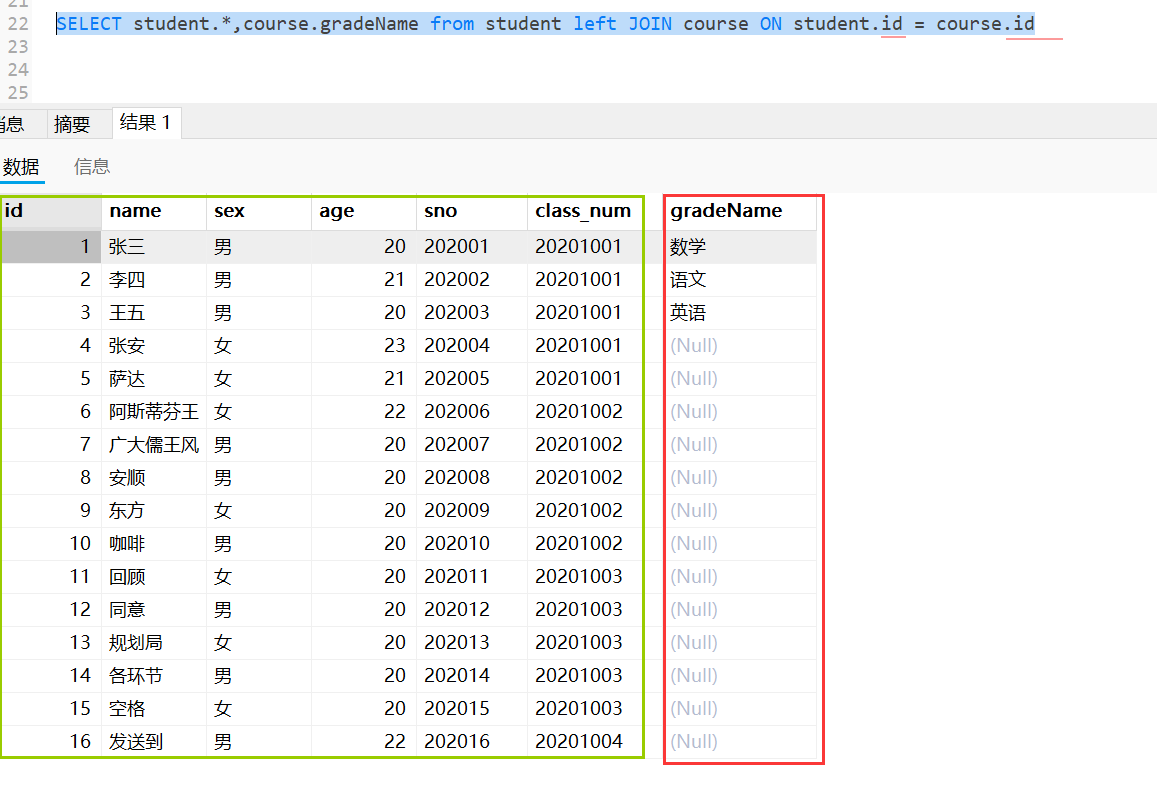 21
22 SELECT student.*,course.gradeName from student left JOIN course ON student.id = course.id
23
24
25
消息 摘要 结果 1
数据 信息
id name sex age sno class_num gradeName
1 张三 男 20 202001 20201001 数学
2 李四 男 21 202002 20201001 语文
3 王五 男 20 202003 20201001 英语
4 张安 女 23 202004 20201001 (Null)
5 萨达 女 21 202005 20201001 (Null)
6 阿斯蒂芬王 女 22 202006 20201002 (Null)
7 广大儒王风 男 20 202007 20201002 (Null)
8 安顺 男 20 202008 20201002 (Null)
9 东方 女 20 202009 20201002 (Null)
10 咖啡 男 20 202010 20201002 (Null)
11 回顾 女 20 202011 20201003 (Null)
12 同意 男 20 202012 20201003 (Null)
13 规划局 女 20 202013 20201003 (Null)
14 各环节 男 20 202014 20201003 (Null)
15 空格 女 20 202015 20201003 (Null)
16 发送到 男 22 202016 20201004 (Null)